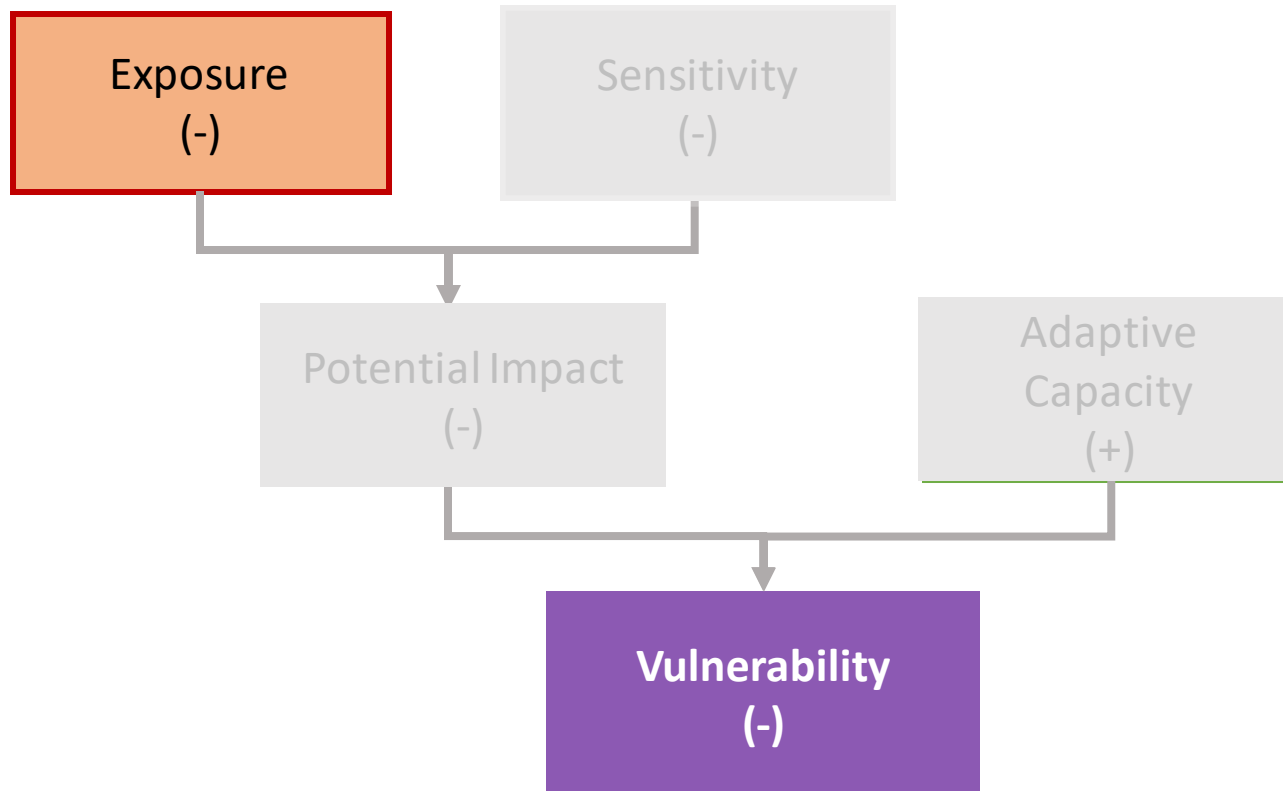 Exposure
(-)
Sensitivity
(-)
Potential Impact
(-)
Adaptive
Capacity
(+)
Vulnerability
(-)